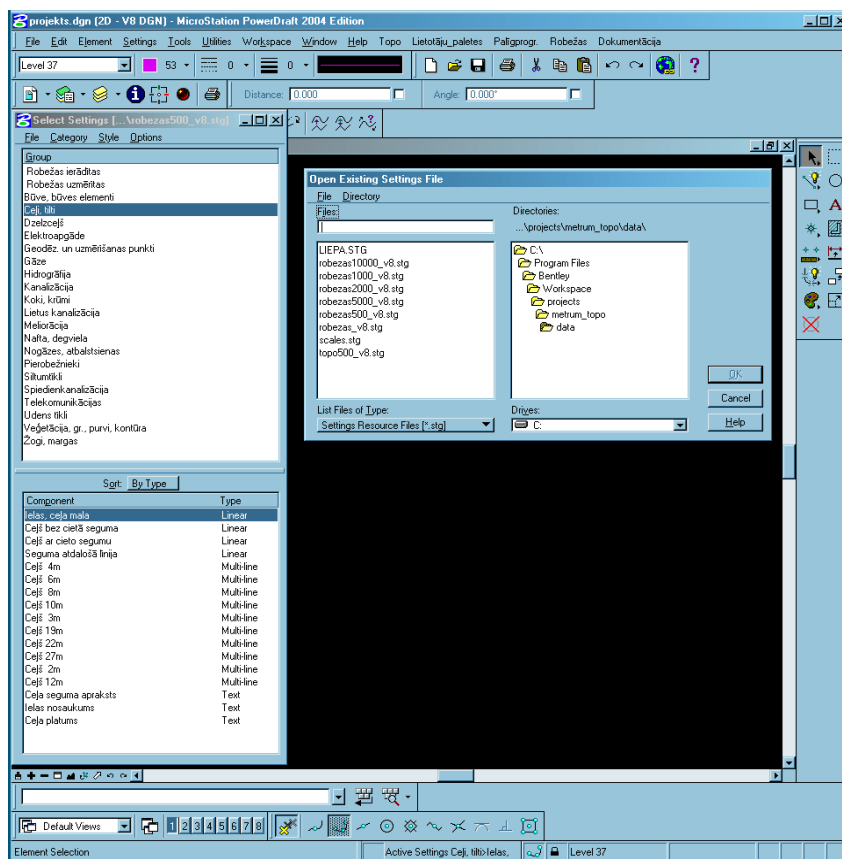 projekts.dgn (2D - V8 DGN) - MicroStation PowerDraft 2004 Edition
File Edit Element Settings Tools Utilities Workspace Window Help Topo Lietotāju_paletes Palīgprogr. Robežas Dokumentācija
Level 37 53 0 0
Distance: 0.000 Angle: 0.000°
Select Settings [...\robezas500_v8.stg]
File Category Style Options
Group
Robežas ierādītas
Robežas uzmērītas
Būve, būves elementi
Ceļi, tilti
Dzelzceļš
Elektroapgāde
Geodēz. un uzmērīšanas punkti
Gāze
Hidrogrāfija
Kanalizācija
Koki, krūmi
Lietus kanalizācija
Meliorācija
Nafta, degviela
Nogāzes, atbalstsienas
Pierobežnieki
Siltumtīkli
Spiedienkanalizācija
Telekomunikācijas
Udens tīkli
Veģetācija, gr., purvi, kontūra
Žogi, margas
Sort: By Type
Component Type
Ielas, ceļa mala Linear
Ceļš bez cietā seguma Linear
Ceļš ar cieto segumu Linear
Seguma atdalošā līnija Linear
Ceļš 4m Multi-line
Ceļš 6m Multi-line
Ceļš 8m Multi-line
Ceļš 10m Multi-line
Ceļš 3m Multi-line
Ceļš 19m Multi-line
Ceļš 22m Multi-line
Ceļš 27m Multi-line
Ceļš 2m Multi-line
Ceļš 12m Multi-line
Ceļa seguma apraksts Text
Ielas nosaukums Text
Ceļa platums Text
Open Existing Settings File
File Directory
Files:
LIEPA.STG
robezas10000_v8.stg
robezas1000_v8.stg
robezas2000_v8.stg
robezas5000_v8.stg
robezas500_v8.stg
robezas_v8.stg
scales.stg
topo500_v8.stg
List Files of Type:
Settings Resource Files [*.stg]
Directories:
...\projects\metrum_topo\data\
C:\
Program Files
Bentley
Workspace
projects
metrum_topo
data
Drives:
C:
OK
Cancel
Help
Default Views 1 2 3 4 5 6 7 8
Element Selection Active Settings Ceļi, tilti>Ielas, Level 37